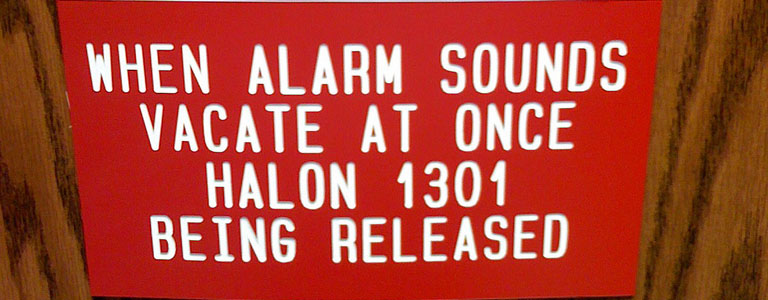 WHEN ALARM SOUNDS
VACATE AT ONCE
HALON 1301
BEING RELEASED